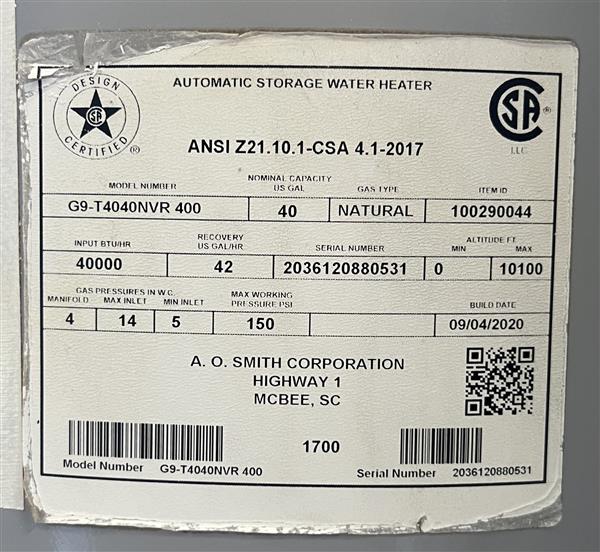 DESIGN
CERTIFIED ®
AUTOMATIC STORAGE WATER HEATER
CSA
LLC
ANSI Z21.10.1-CSA 4.1-2017
MODEL NUMBER NOMINAL CAPACITY US GAL GAS TYPE ITEM ID
G9-T4040NVR 400 40 NATURAL 100290044
INPUT BTU/HR RECOVERY US GAL/HR SERIAL NUMBER ALTITUDE FT. MIN MAX
40000 42 2036120880531 0 10100
GAS PRESSURES IN W.C. MANIFOLD MAX INLET MIN INLET MAX WORKING PRESSURE PSI BUILD DATE
4 14 5 150 09/04/2020
A. O. SMITH CORPORATION
HIGHWAY 1
MCBEE, SC
1700
Model Number G9-T4040NVR 400 Serial Number 2036120880531